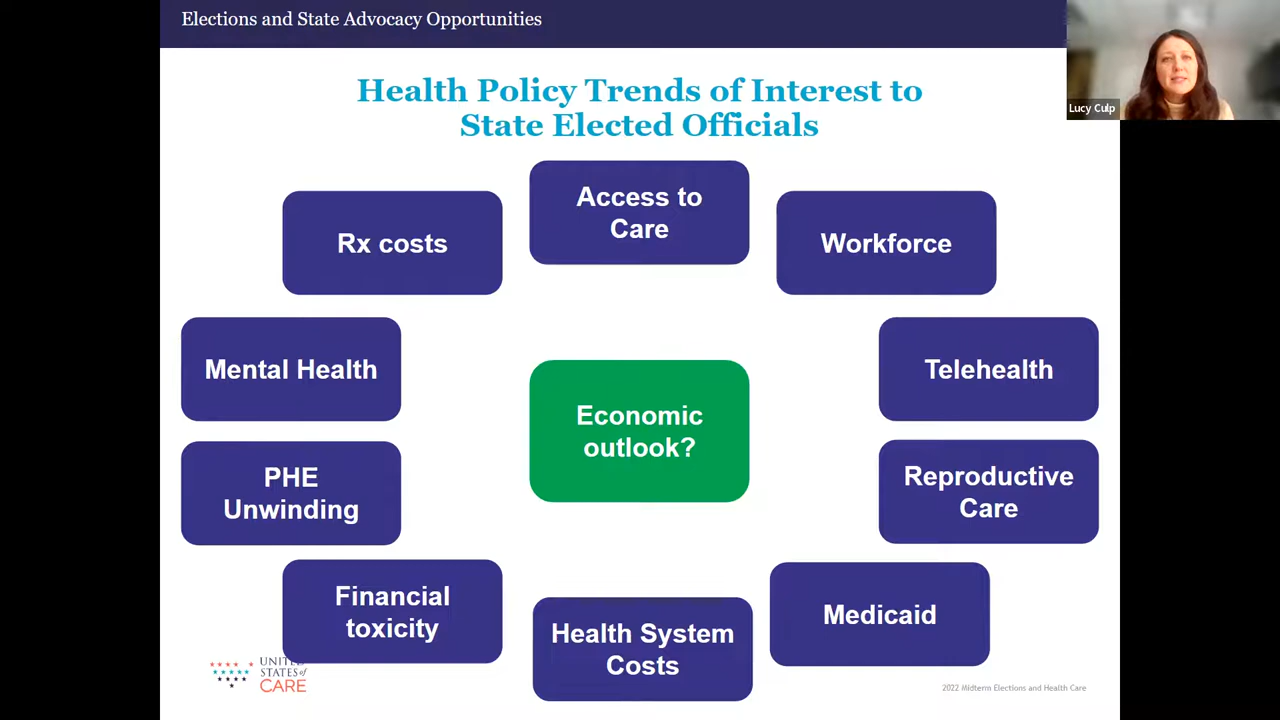 Elections and State Advocacy Opportunities
Lucy Culp
Health Policy Trends of Interest to
State Elected Officials
Access to
Care
Rx costs
Workforce
Mental Health
Telehealth
Economic
outlook?
PHE
Unwinding
Reproductive
Care
Financial
toxicity
Health System
Costs
Medicaid
UNITED
STATES of
CARE
2022 Midterm Elections and Health Care